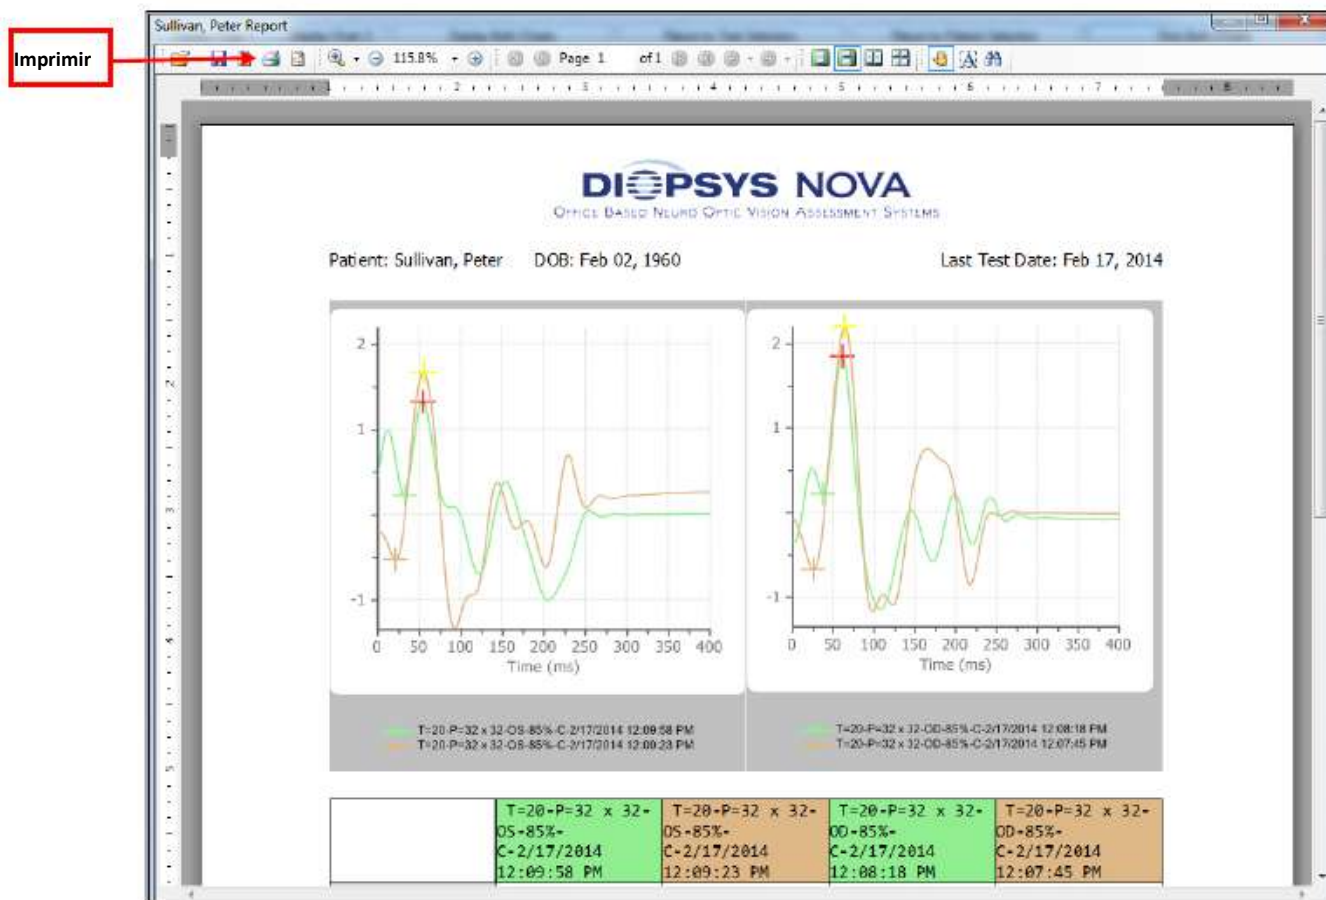 Sullivan, Peter Report
Imprimir
115.8% Page 1 of 1
1 2 3 4 5 6 7 8
DIOPSYS NOVA
OFFICE BASED NEURO OPTIC VISION ASSESSMENT SYSTEMS
Patient: Sullivan, Peter DOB: Feb 02, 1960 Last Test Date: Feb 17, 2014
2
1
-1
0 50 100 150 200 250 300 350 400
Time (ms)
2
1
-1
0 50 100 150 200 250 300 350 400
Time (ms)
T=20-P=32 x 32-OS-85%-C-2/17/2014 12:09:58 PM
T=20-P=32 x 32-OS-85%-C-2/17/2014 12:09:23 PM
T=20-P=32 x 32-OD-85%-C-2/17/2014 12:08:18 PM
T=20-P=32 x 32-OD-85%-C-2/17/2014 12:07:45 PM
T=20-P=32 x 32-
OS-85%-
C-2/17/2014
12:09:58 PM
T=20-P=32 x 32-
OS-85%-
C-2/17/2014
12:09:23 PM
T=20-P=32 x 32-
OD-85%-
C-2/17/2014
12:08:18 PM
T=20-P=32 x 32-
OD-85%-
C-2/17/2014
12:07:45 PM